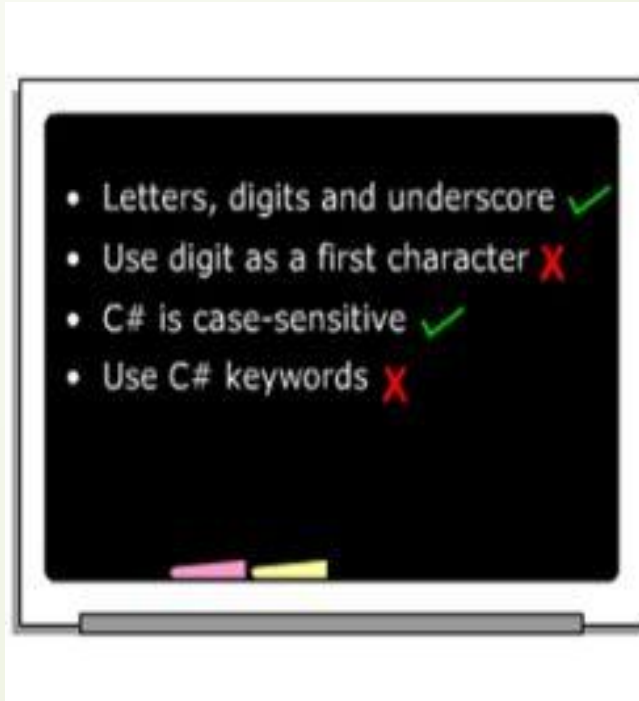 • Letters, digits and underscore ✓
• Use digit as a first character X
• C# is case-sensitive ✓
• Use C# keywords X